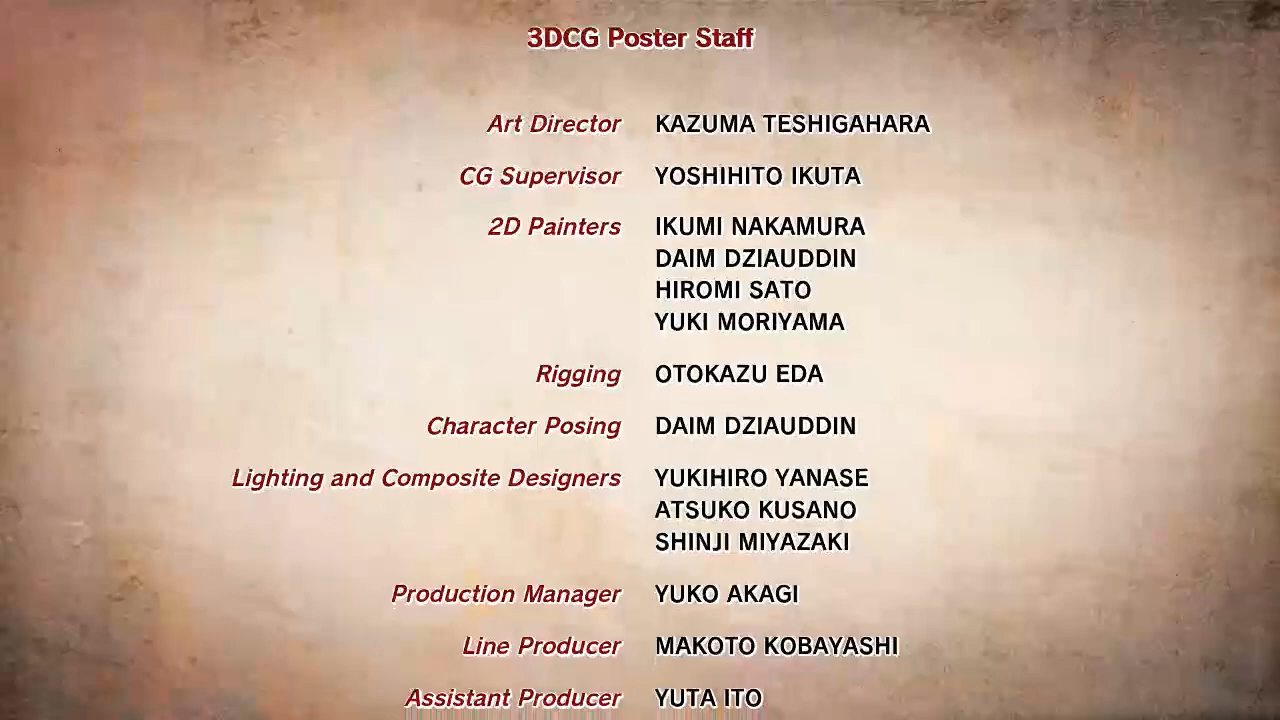 3DCG Poster Staff
Art Director KAZUMA TESHIGAHARA
CG Supervisor YOSHIHITO IKUTA
2D Painters IKUMI NAKAMURA
DAIM DZIAUDDIN
HIROMI SATO
YUKI MORIYAMA
Rigging OTOKAZU EDA
Character Posing DAIM DZIAUDDIN
Lighting and Composite Designers YUKIHIRO YANASE
ATSUKO KUSANO
SHINJI MIYAZAKI
Production Manager YUKO AKAGI
Line Producer MAKOTO KOBAYASHI
Assistant Producer YUTA ITO